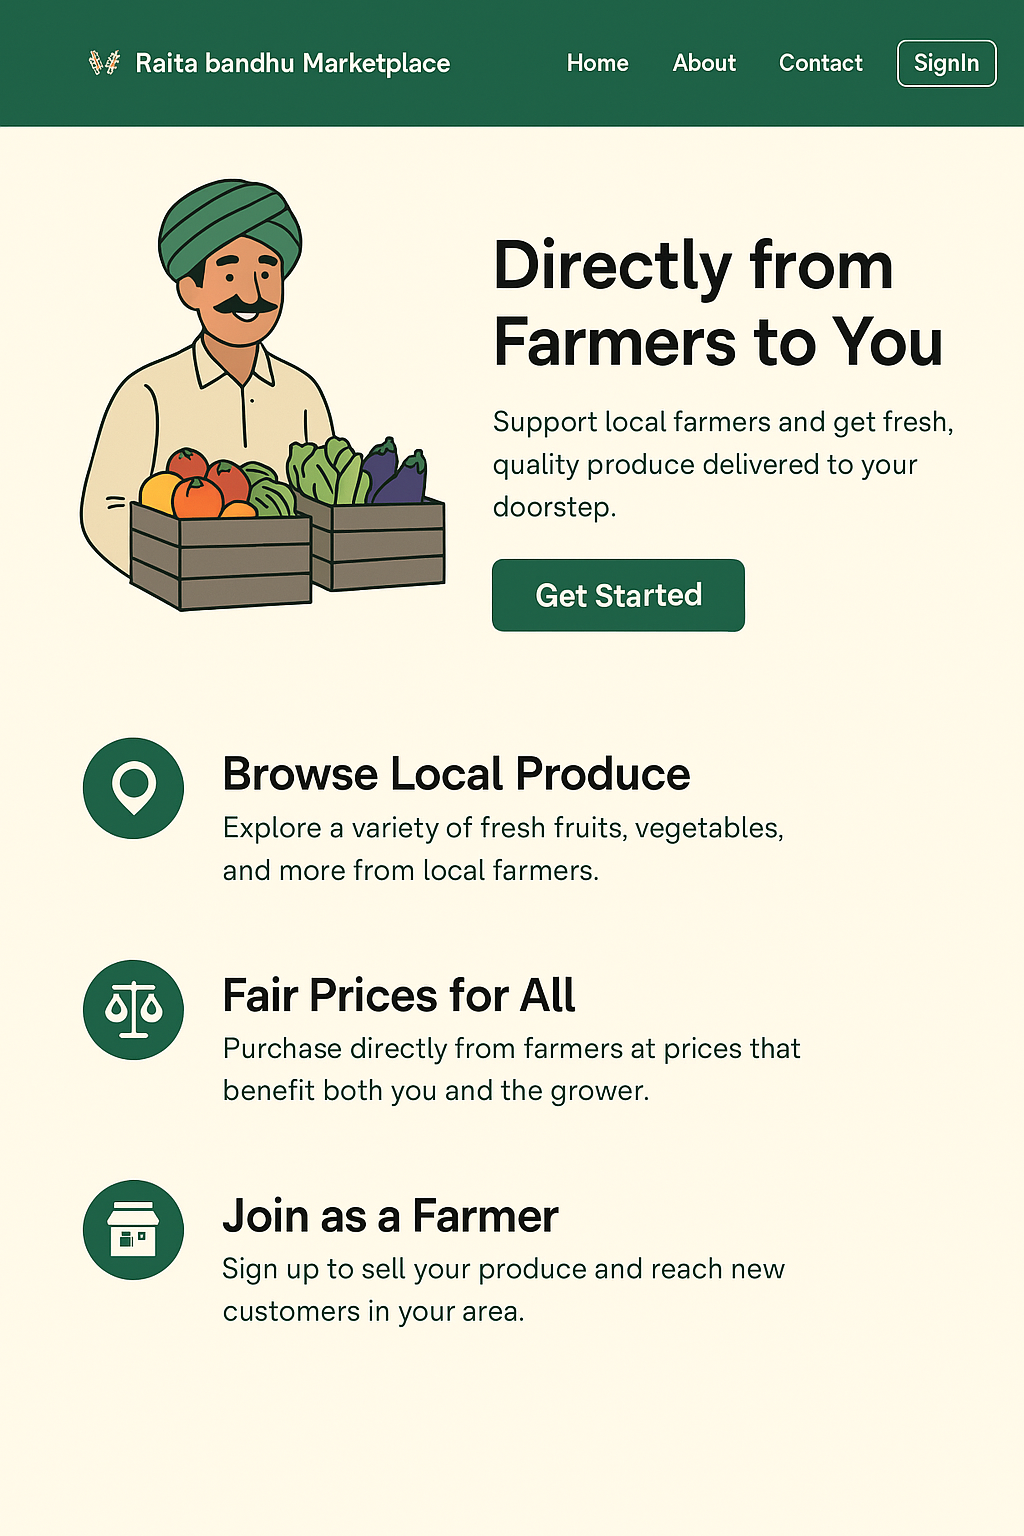 Raita bandhu Marketplace
Home
About
Contact
SignIn
Directly from
Farmers to You
Support local farmers and get fresh,
quality produce delivered to your
doorstep.
Get Started
Browse Local Produce
Explore a variety of fresh fruits, vegetables,
and more from local farmers.
Fair Prices for All
Purchase directly from farmers at prices that
benefit both you and the grower.
Join as a Farmer
Sign up to sell your produce and reach new
customers in your area.